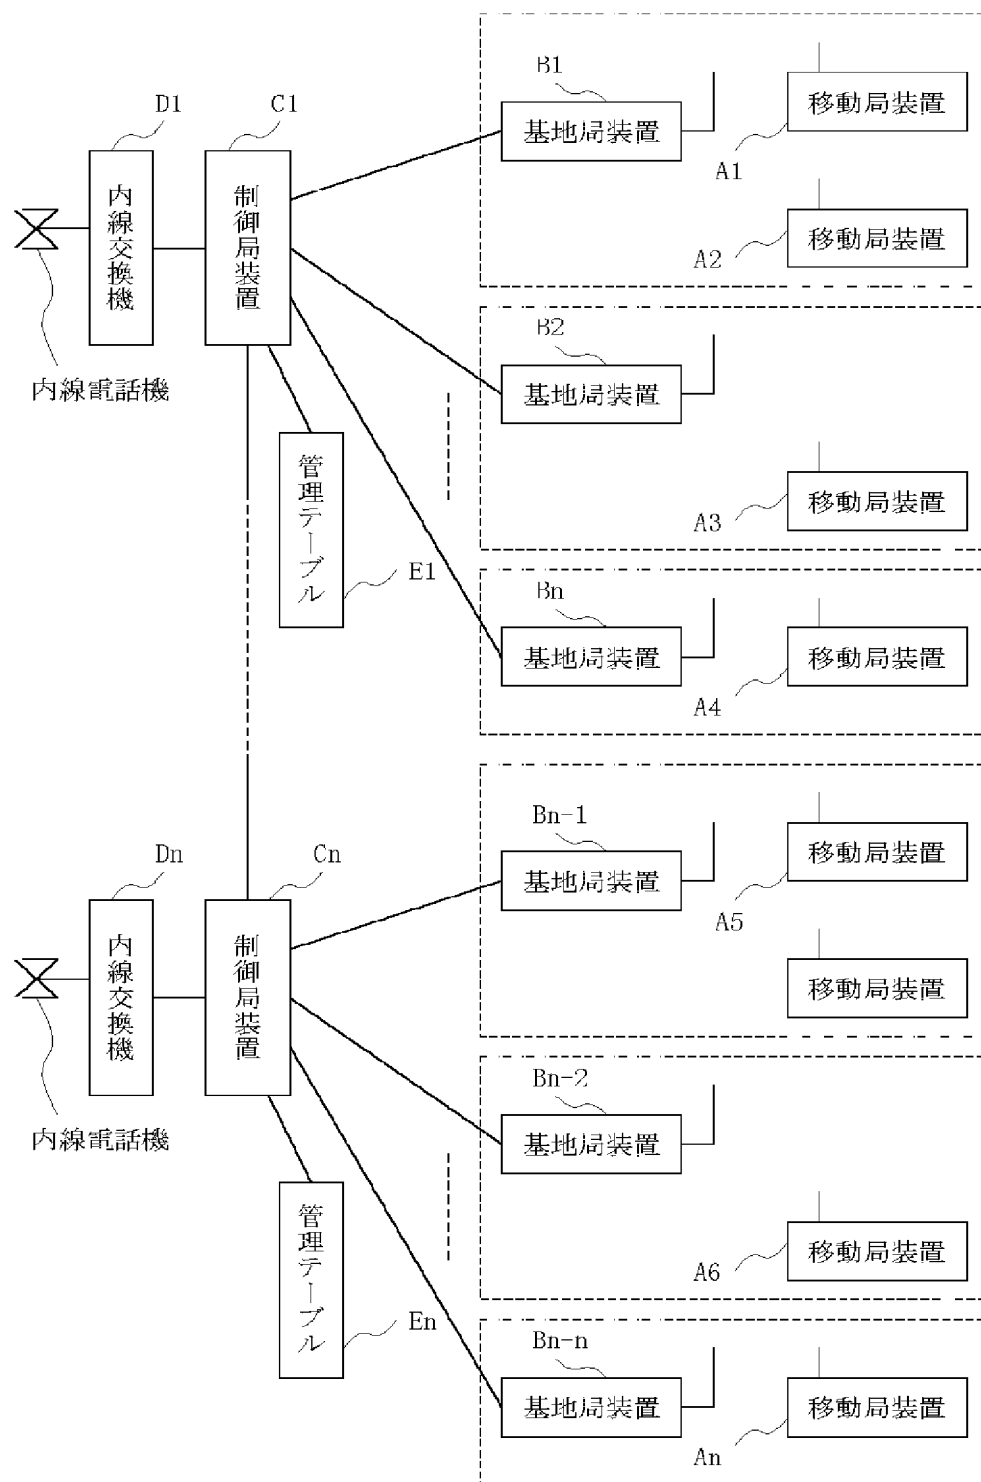 B1
基地局装置
移動局装置
A1
移動局装置
A2
D1
C1
内線交換機
制御局装置
内線電話機
B2
基地局装置
移動局装置
A3
管理テーブル
E1
Bn
基地局装置
移動局装置
A4
Bn-1
基地局装置
移動局装置
A5
移動局装置
Dn
Cn
内線交換機
制御局装置
内線電話機
Bn-2
基地局装置
移動局装置
A6
管理テーブル
En
Bn-n
基地局装置
移動局装置
An